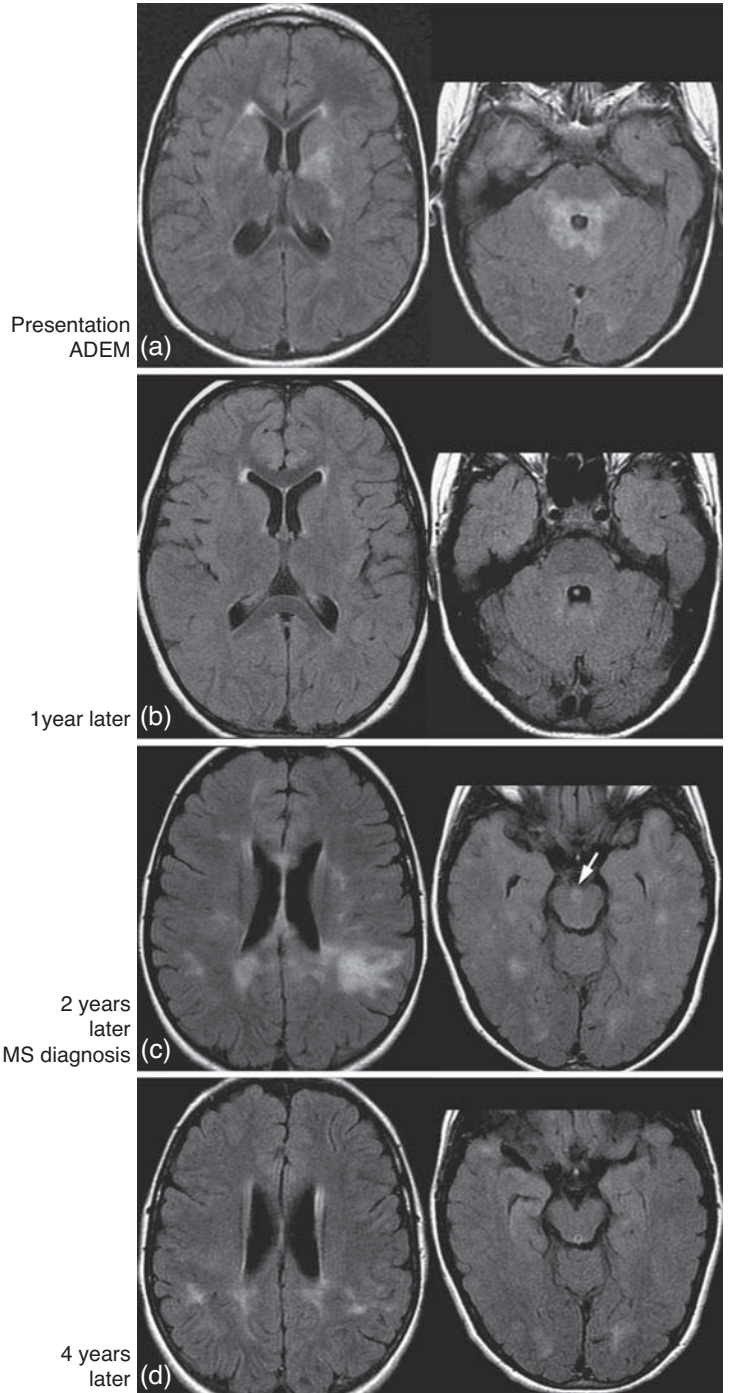 Presentation
ADEM
(a)
1year later
(b)
2 years
later
MS diagnosis
(c)
4 years
later
(d)